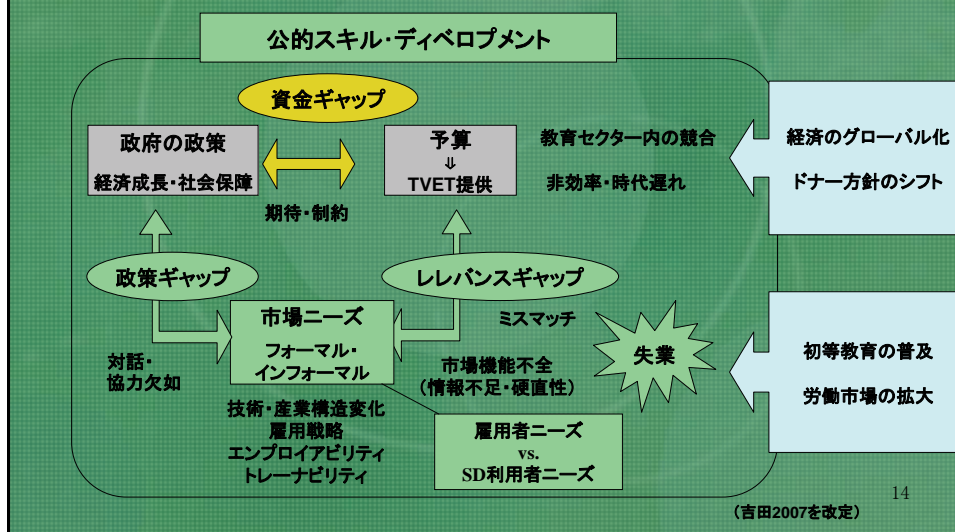 公的スキル・ディベロプメント
資金ギャップ
政府の政策
経済成長・社会保障
予算
⇓
TVET提供
期待・制約
教育セクター内の競合
非効率・時代遅れ
経済のグローバル化
ドナー方針のシフト
政策ギャップ
レレバンスギャップ
市場ニーズ
フォーマル・
インフォーマル
ミスマッチ
失業
対話・
協力欠如
市場機能不全
（情報不足・硬直性）
初等教育の普及
労働市場の拡大
技術・産業構造変化
雇用戦略
エンプロイアビリティ
トレーナビリティ
雇用者ニーズ
vs.
SD利用者ニーズ
14
（吉田2007を改定）